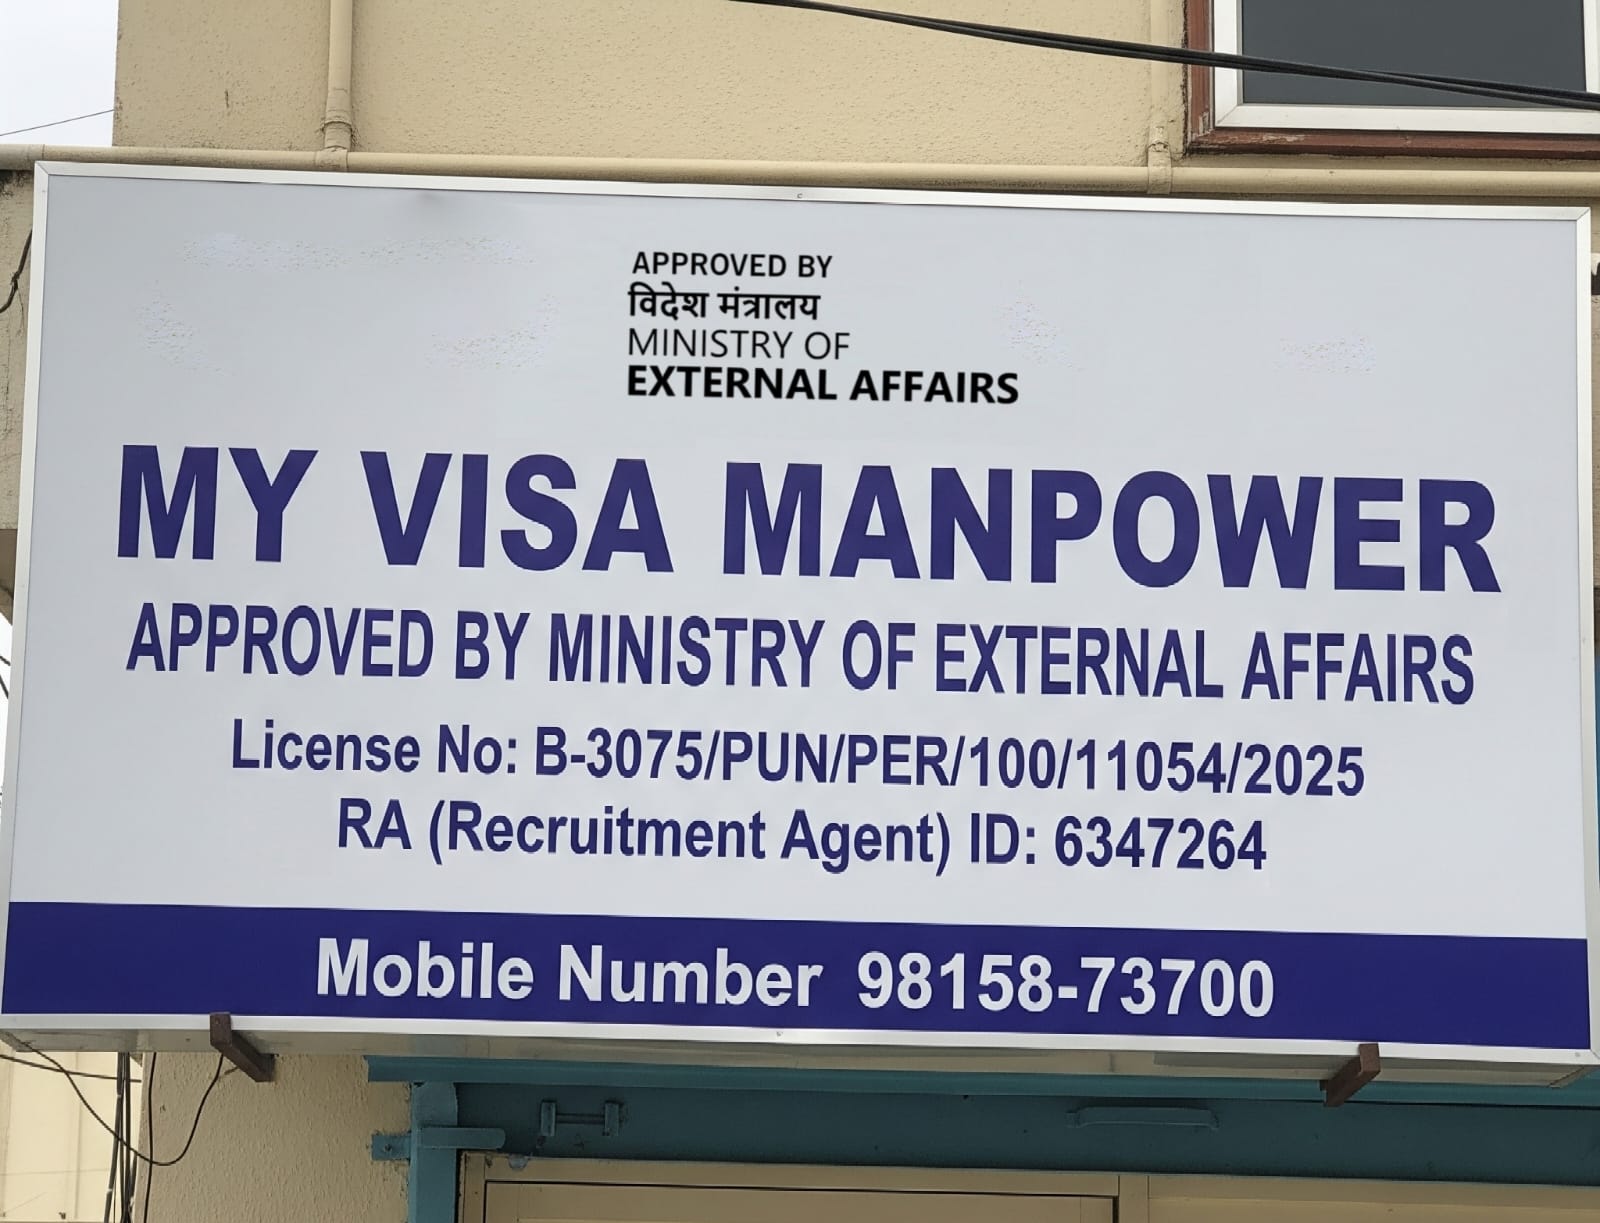 APPROVED BY
विदेश मंत्रालय
MINISTRY OF
EXTERNAL AFFAIRS
MY VISA MANPOWER
APPROVED BY MINISTRY OF EXTERNAL AFFAIRS
License No: B-3075/PUN/PER/100/11054/2025
RA (Recruitment Agent) ID: 6347264
Mobile Number 98158-73700